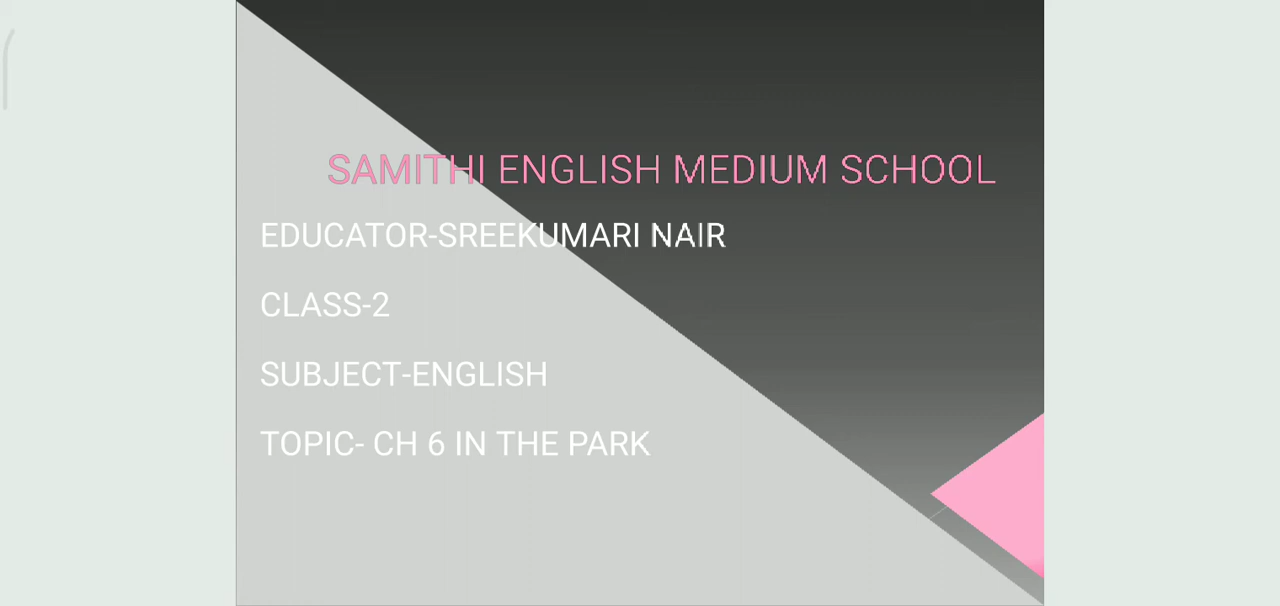 SAMITHI ENGLISH MEDIUM SCHOOL
EDUCATOR-SREEKUMARI NAIR
CLASS-2
SUBJECT-ENGLISH
TOPIC- CH 6 IN THE PARK